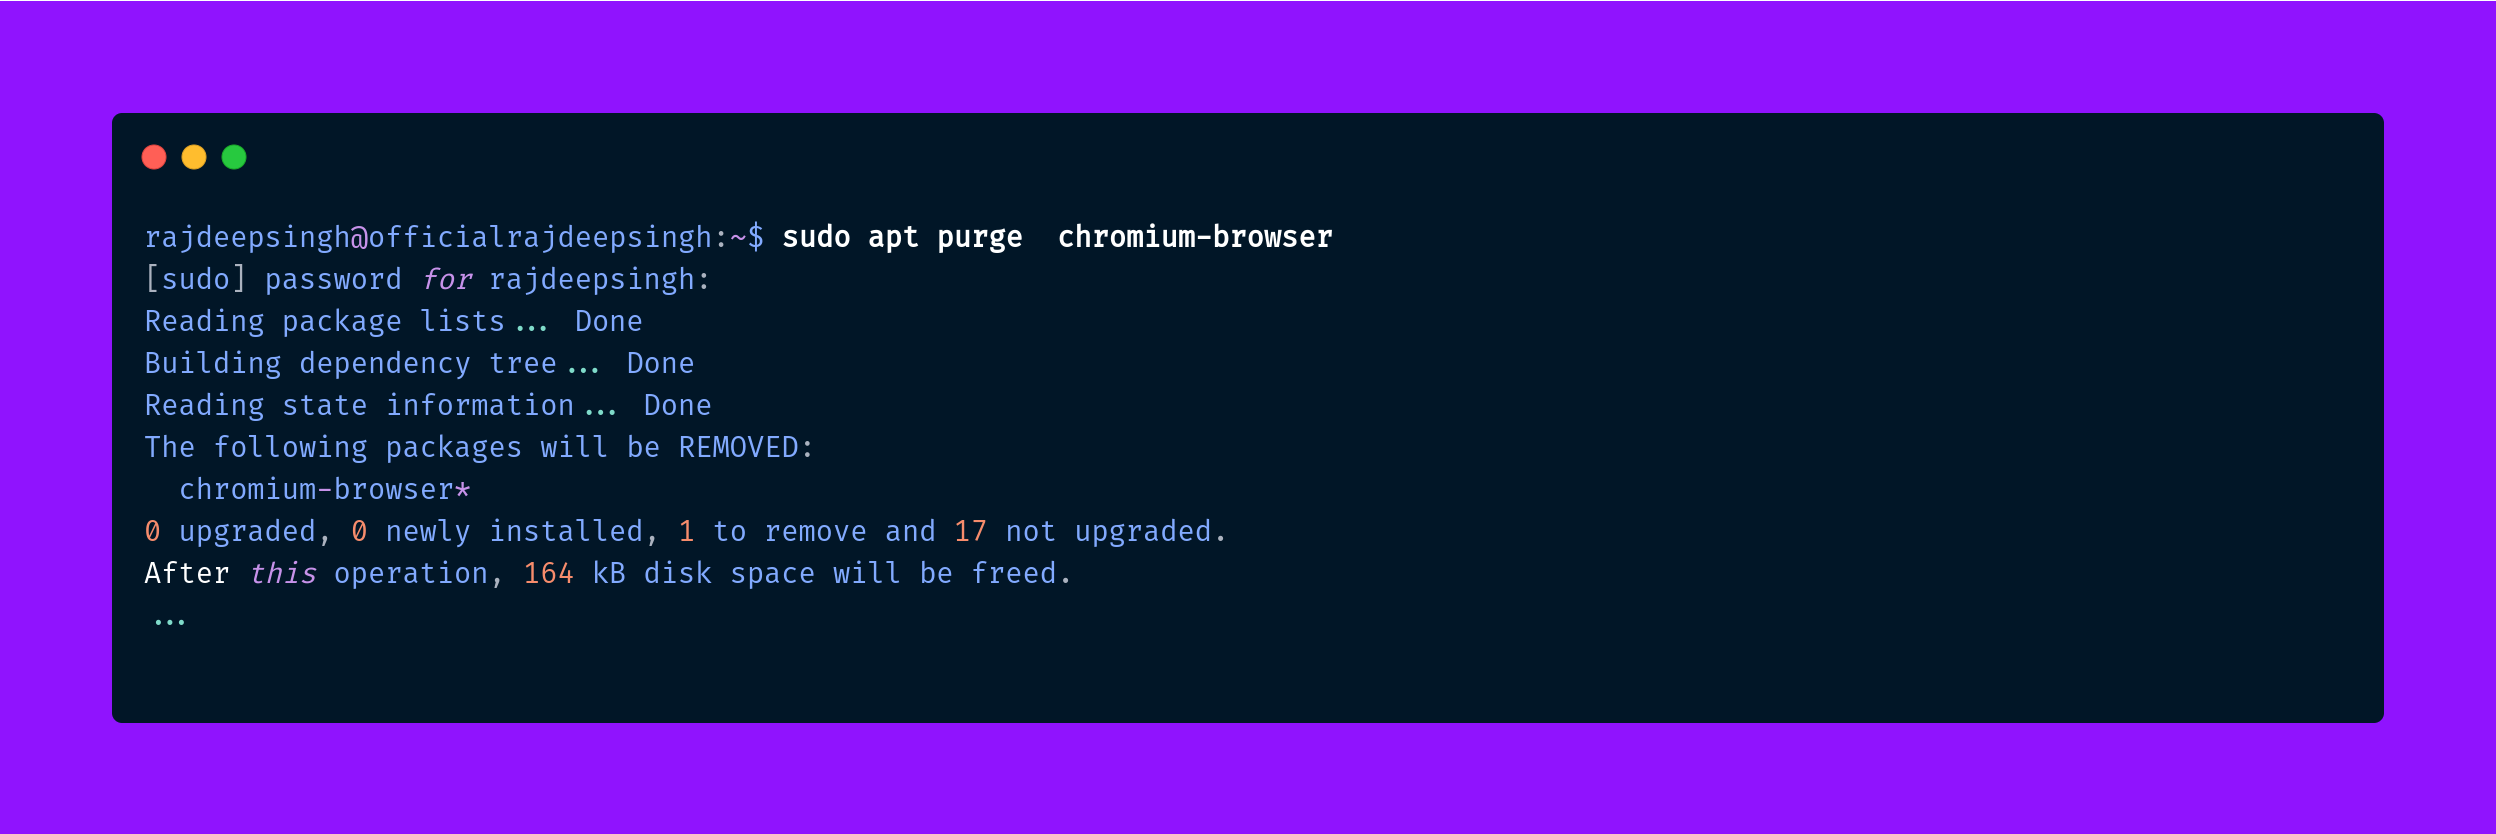 rajdeepsingh@officialrajdeepsingh:~$ sudo apt purge  chromium-browser
[sudo] password for rajdeepsingh:
Reading package lists... Done
Building dependency tree... Done
Reading state information... Done
The following packages will be REMOVED:
  chromium-browser*
0 upgraded, 0 newly installed, 1 to remove and 17 not upgraded.
After this operation, 164 kB disk space will be freed.
...